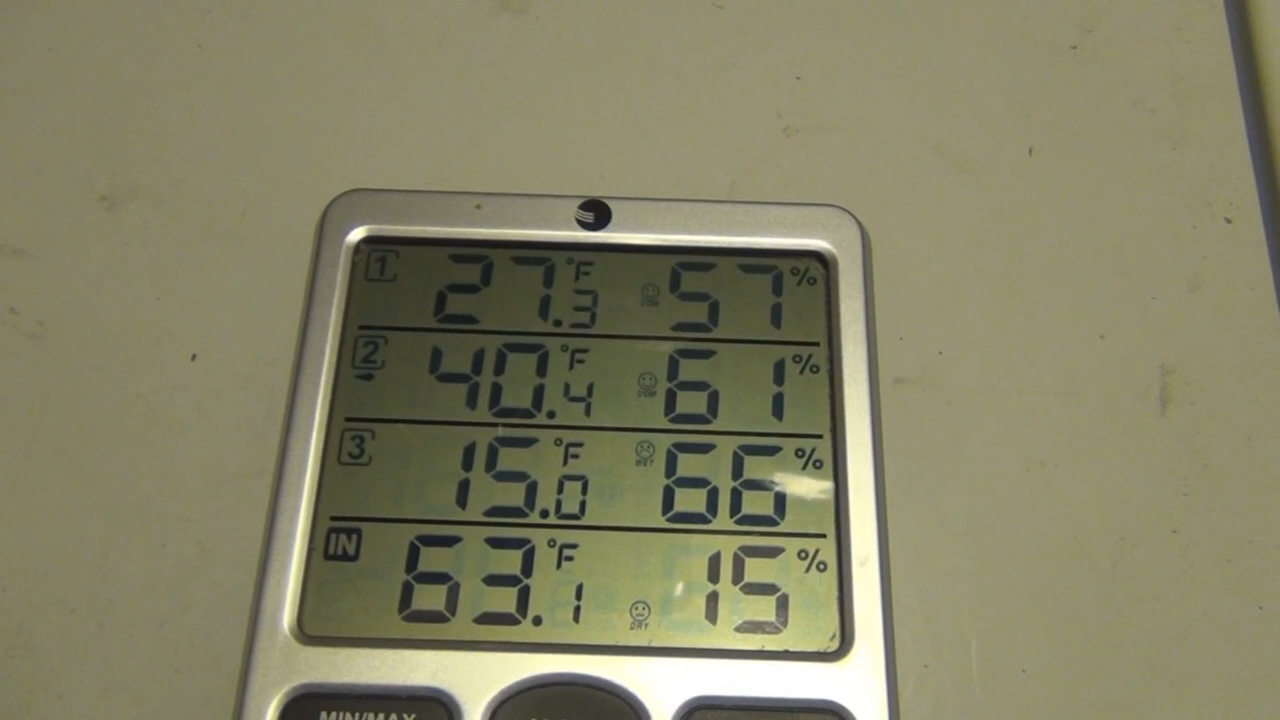 1 27.3 °F COM 57%
2 40.4 °F COM 61%
3 15.0 °F WET 66%
IN 63.1 °F DRY 15%
MIN/MAX